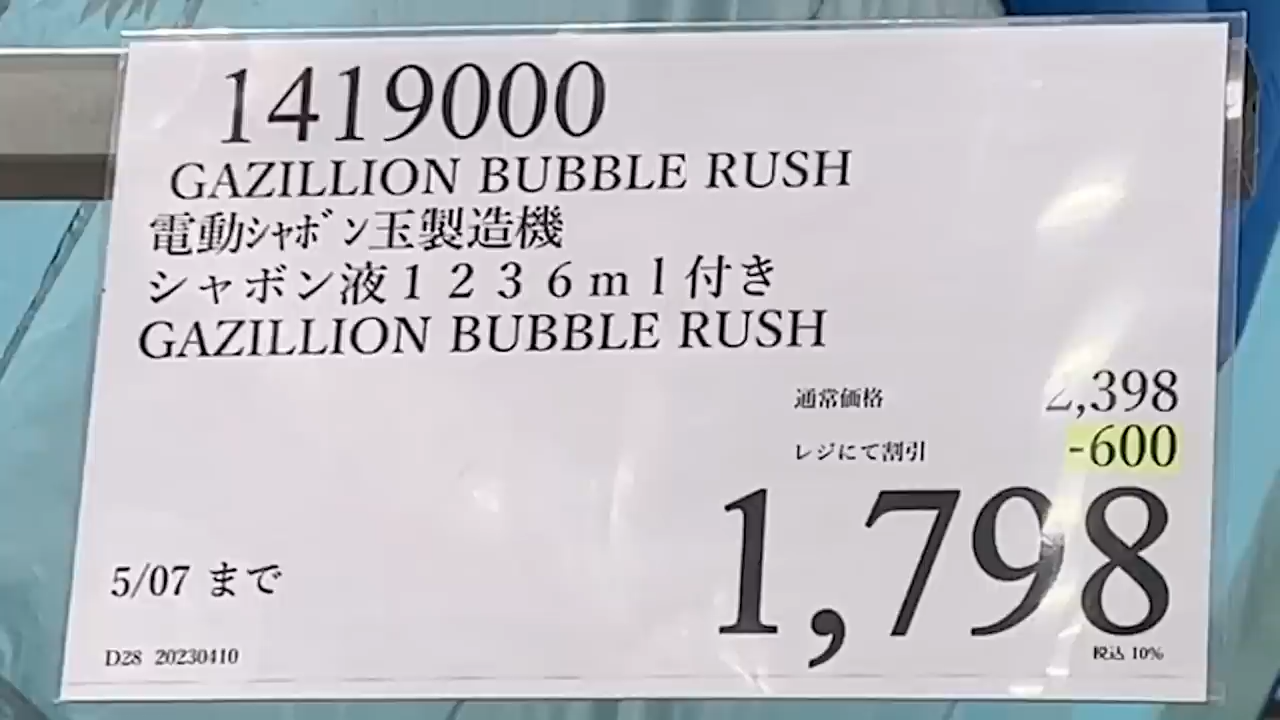 1419000
GAZILLION BUBBLE RUSH
電動ｼｬﾎﾞﾝ玉製造機
シャボン液１２３６ｍｌ付き
GAZILLION BUBBLE RUSH
通常価格 2,398
レジにて割引 -600
1,798
5/07 まで
税込 10%
D28 20230410